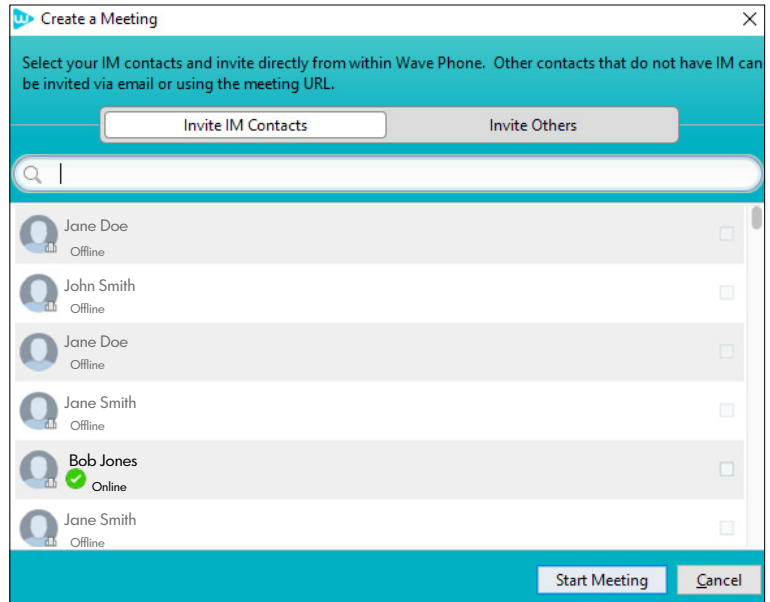 Create a Meeting
Select your IM contacts and invite directly from within Wave Phone. Other contacts that do not have IM can
be invited via email or using the meeting URL.
Invite IM Contacts Invite Others
Jane Doe
Offline
John Smith
Offline
Jane Doe
Offline
Jane Smith
Offline
Bob Jones
Online
Jane Smith
Offline
Start Meeting Cancel